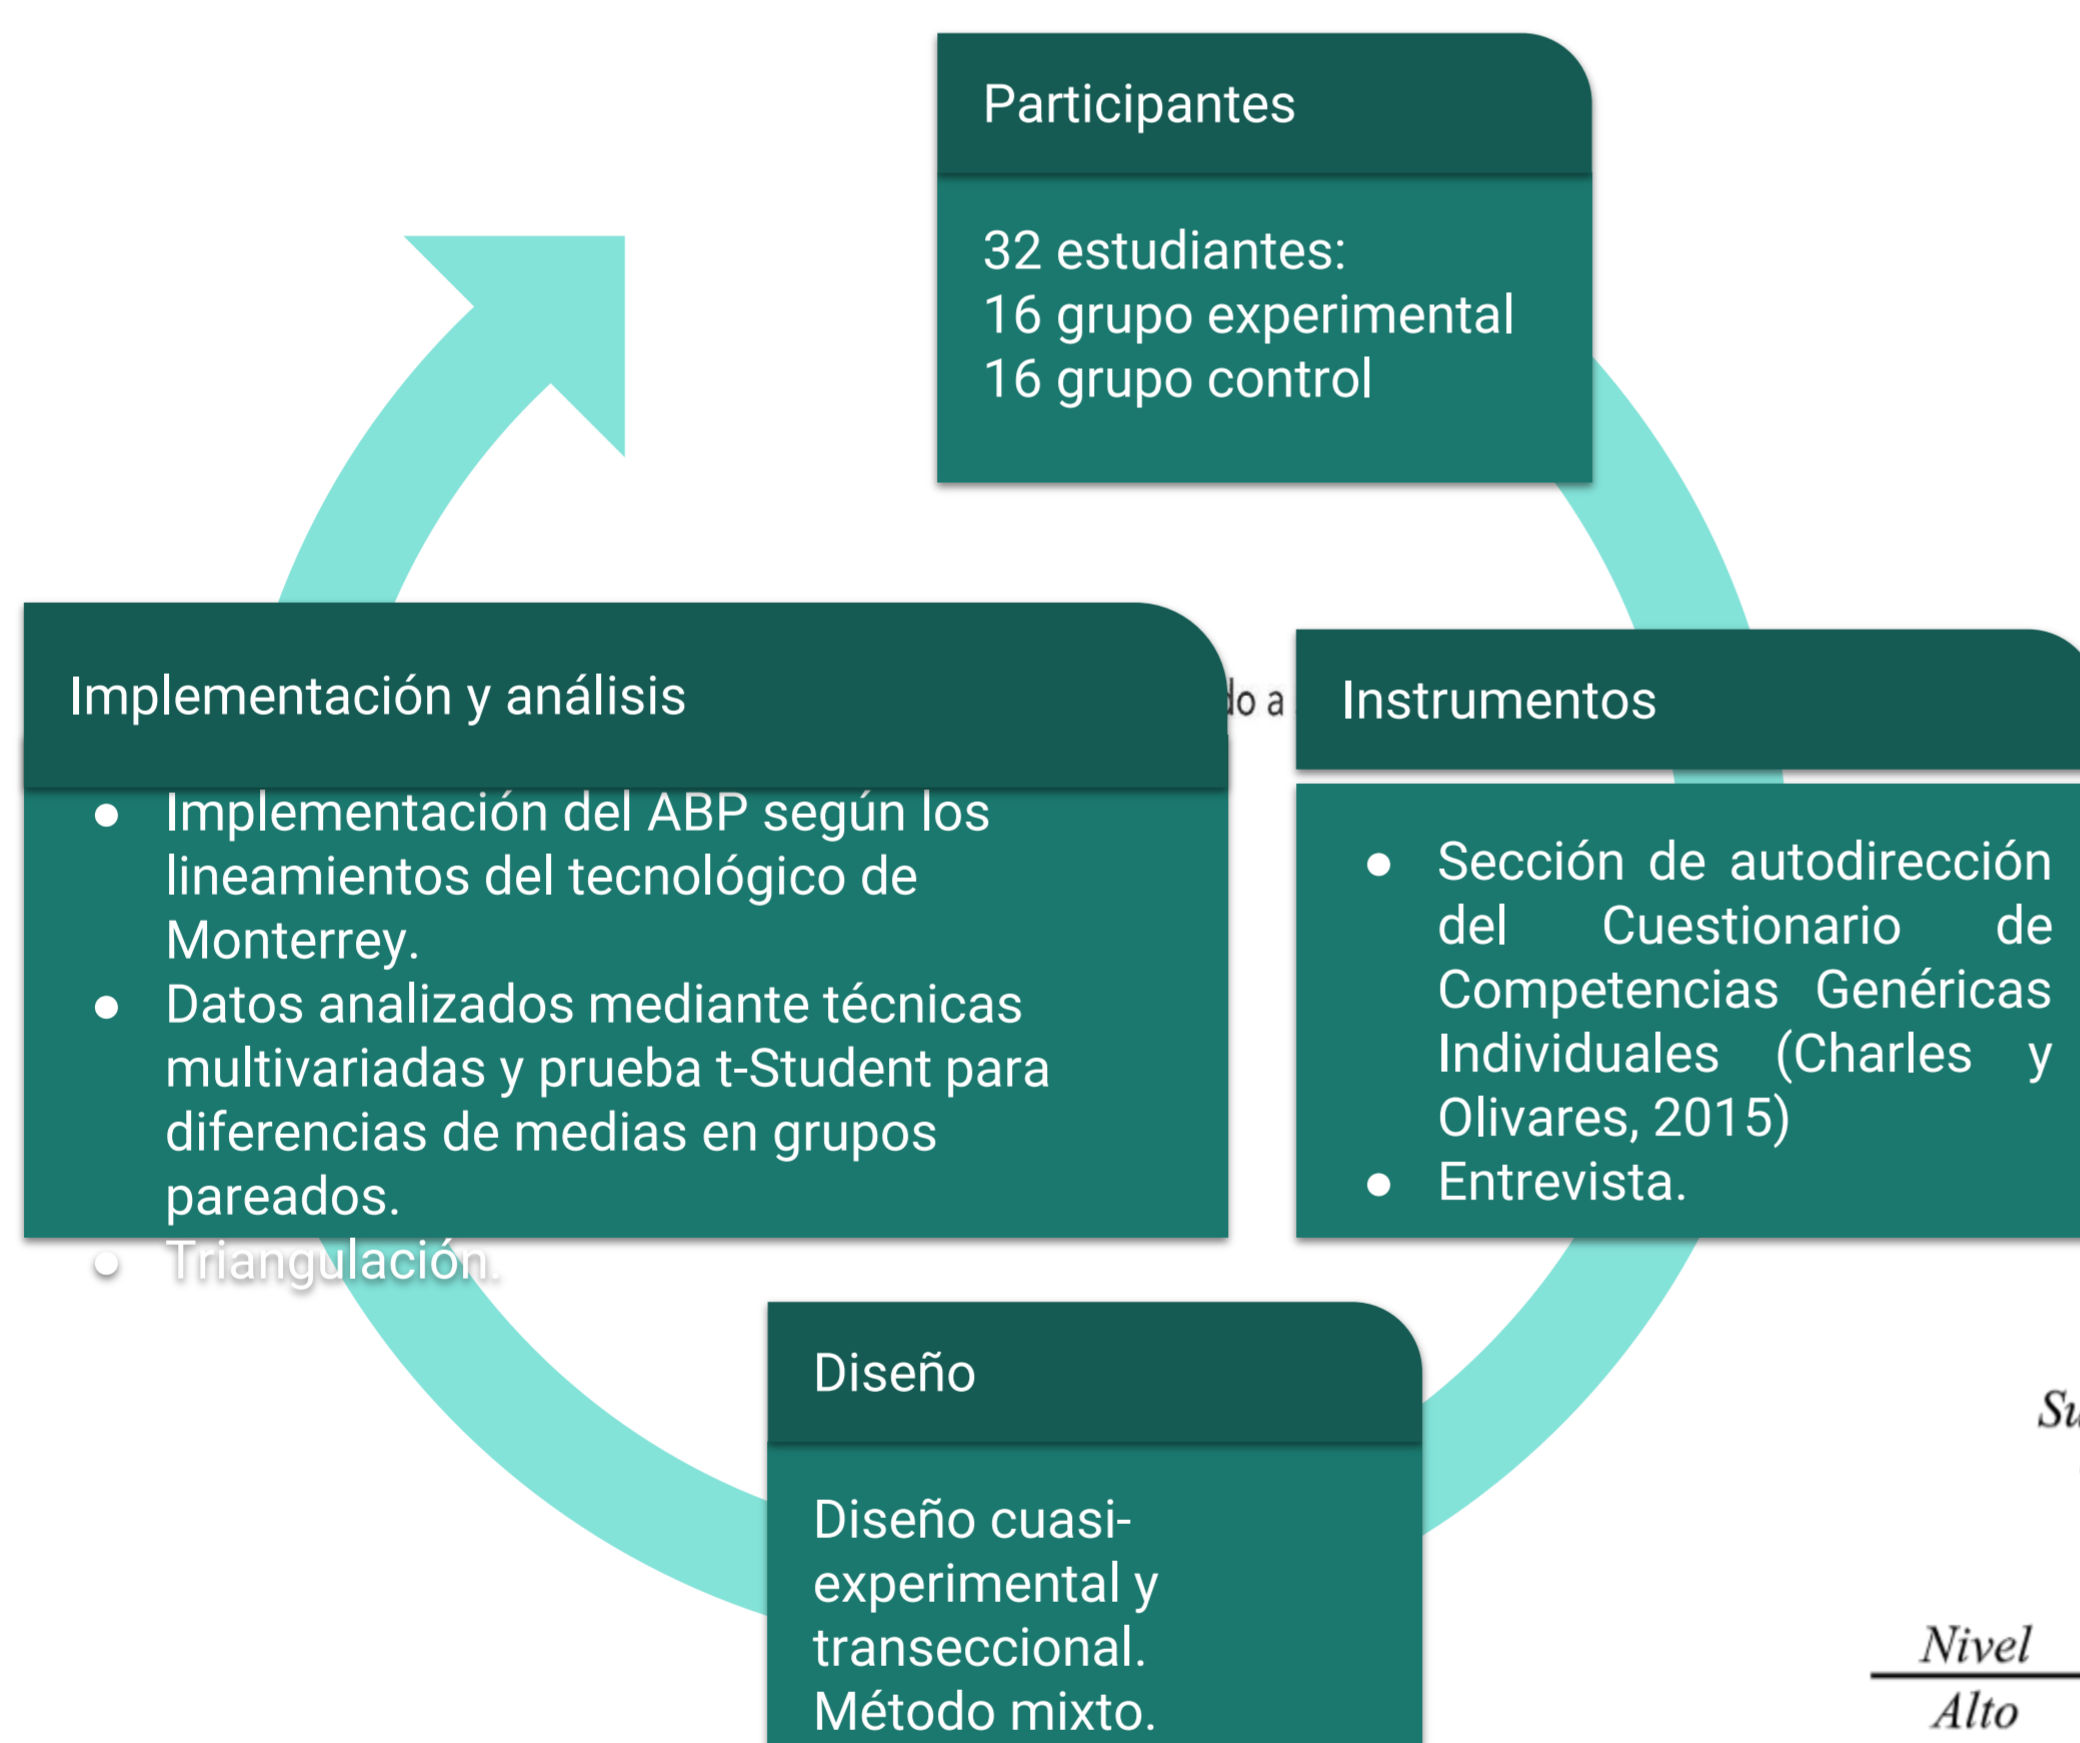 Participantes
32 estudiantes:
16 grupo experimental
16 grupo control
Implementación y análisis
● Implementación del ABP según los
lineamientos del tecnológico de
Monterrey.
● Datos analizados mediante técnicas
multivariadas y prueba t-Student para
diferencias de medias en grupos
pareados.
● Triangulación.
do a
Instrumentos
● Sección de autodirección
del Cuestionario de
Competencias Genéricas
Individuales (Charles y
Olivares, 2015)
● Entrevista.
Diseño
Diseño cuasi-
experimental y
transeccional.
Método mixto.
Nivel
Alto